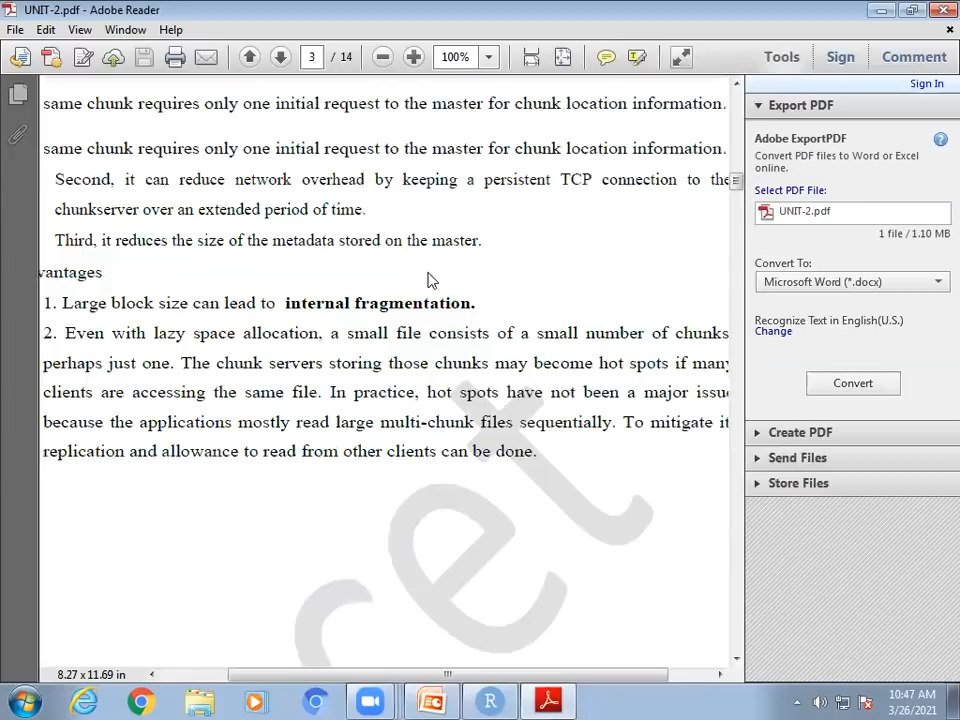 UNIT-2.pdf - Adobe Reader
File Edit View Window Help
3 / 14 100% Tools Sign Comment
Sign In
same chunk requires only one initial request to the master for chunk location information.
same chunk requires only one initial request to the master for chunk location information.
Second, it can reduce network overhead by keeping a persistent TCP connection to the
chunkserver over an extended period of time.
Third, it reduces the size of the metadata stored on the master.
vantages
1. Large block size can lead to internal fragmentation.
2. Even with lazy space allocation, a small file consists of a small number of chunks
perhaps just one. The chunk servers storing those chunks may become hot spots if many
clients are accessing the same file. In practice, hot spots have not been a major issue
because the applications mostly read large multi-chunk files sequentially. To mitigate it
replication and allowance to read from other clients can be done.
ret
8.27 x 11.69 in
Export PDF
Adobe ExportPDF
Convert PDF files to Word or Excel
online.
Select PDF File:
UNIT-2.pdf
1 file / 1.10 MB
Convert To:
Microsoft Word (*.docx)
Recognize Text in English(U.S.)
Change
Convert
Create PDF
Send Files
Store Files
10:47 AM
3/26/2021